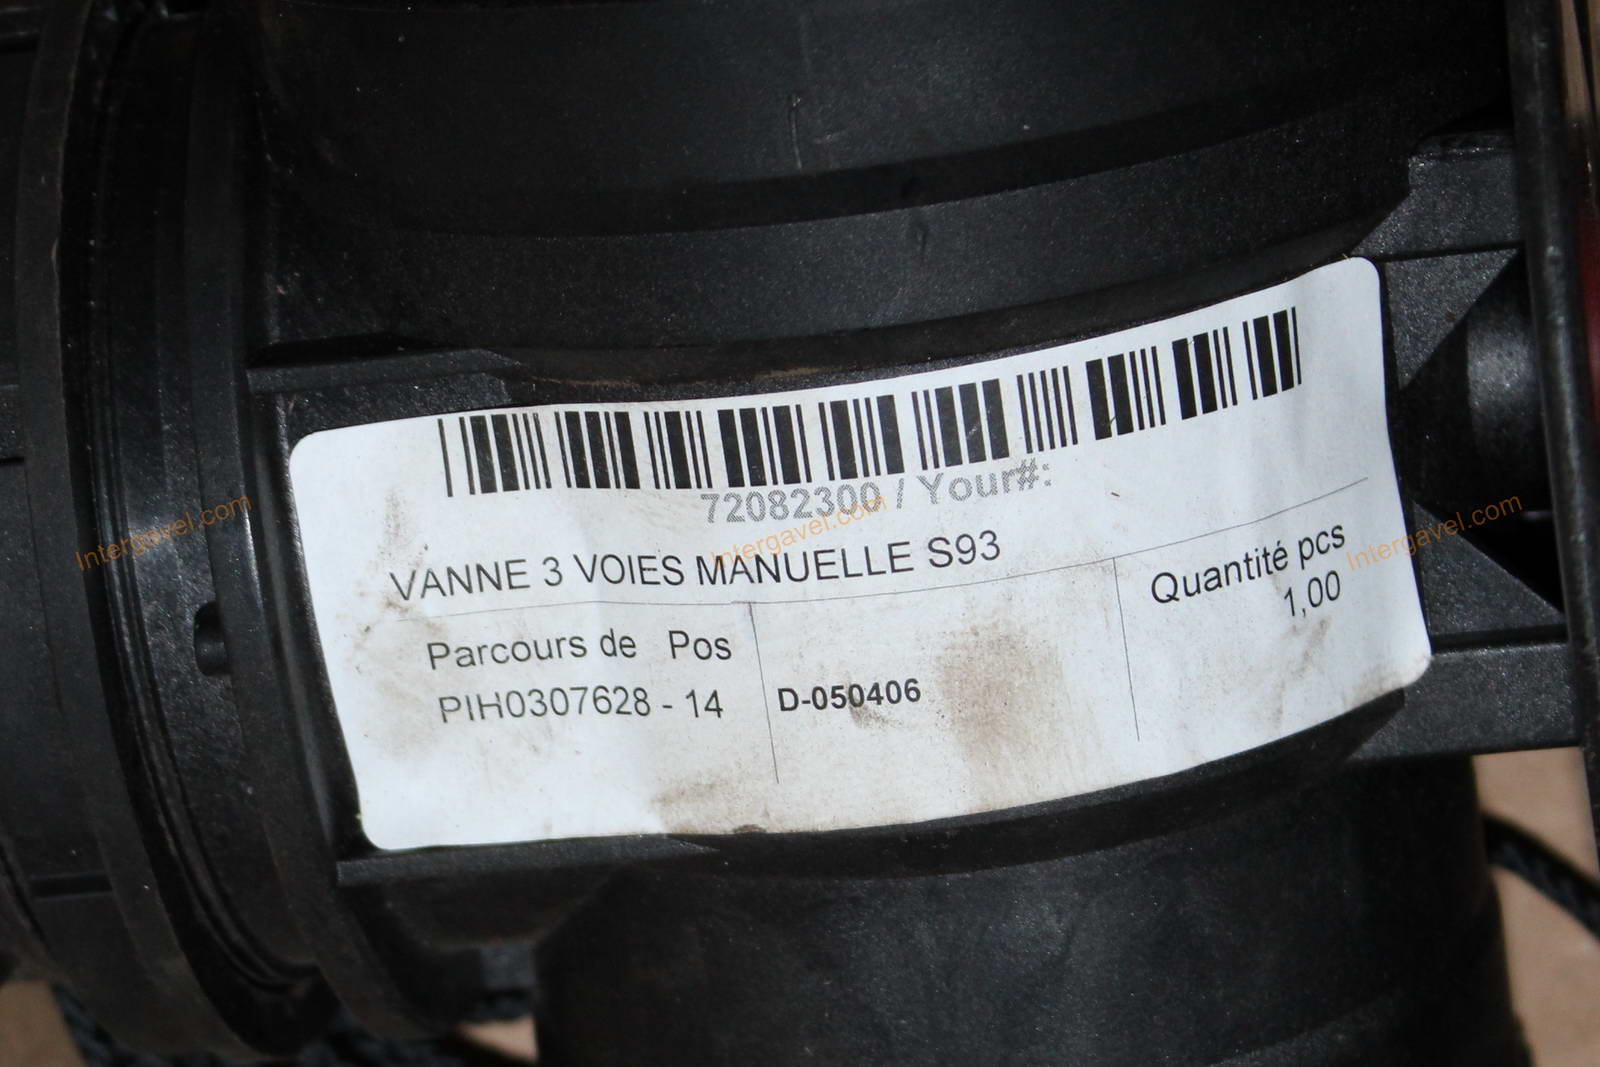 72082300 / Your#:
VANNE 3 VOIES MANUELLE S93
Quantité pcs
1,00
Parcours de Pos
PIH0307628 - 14
D-050406
Intergavel.com
Intergavel.com
Intergavel.com